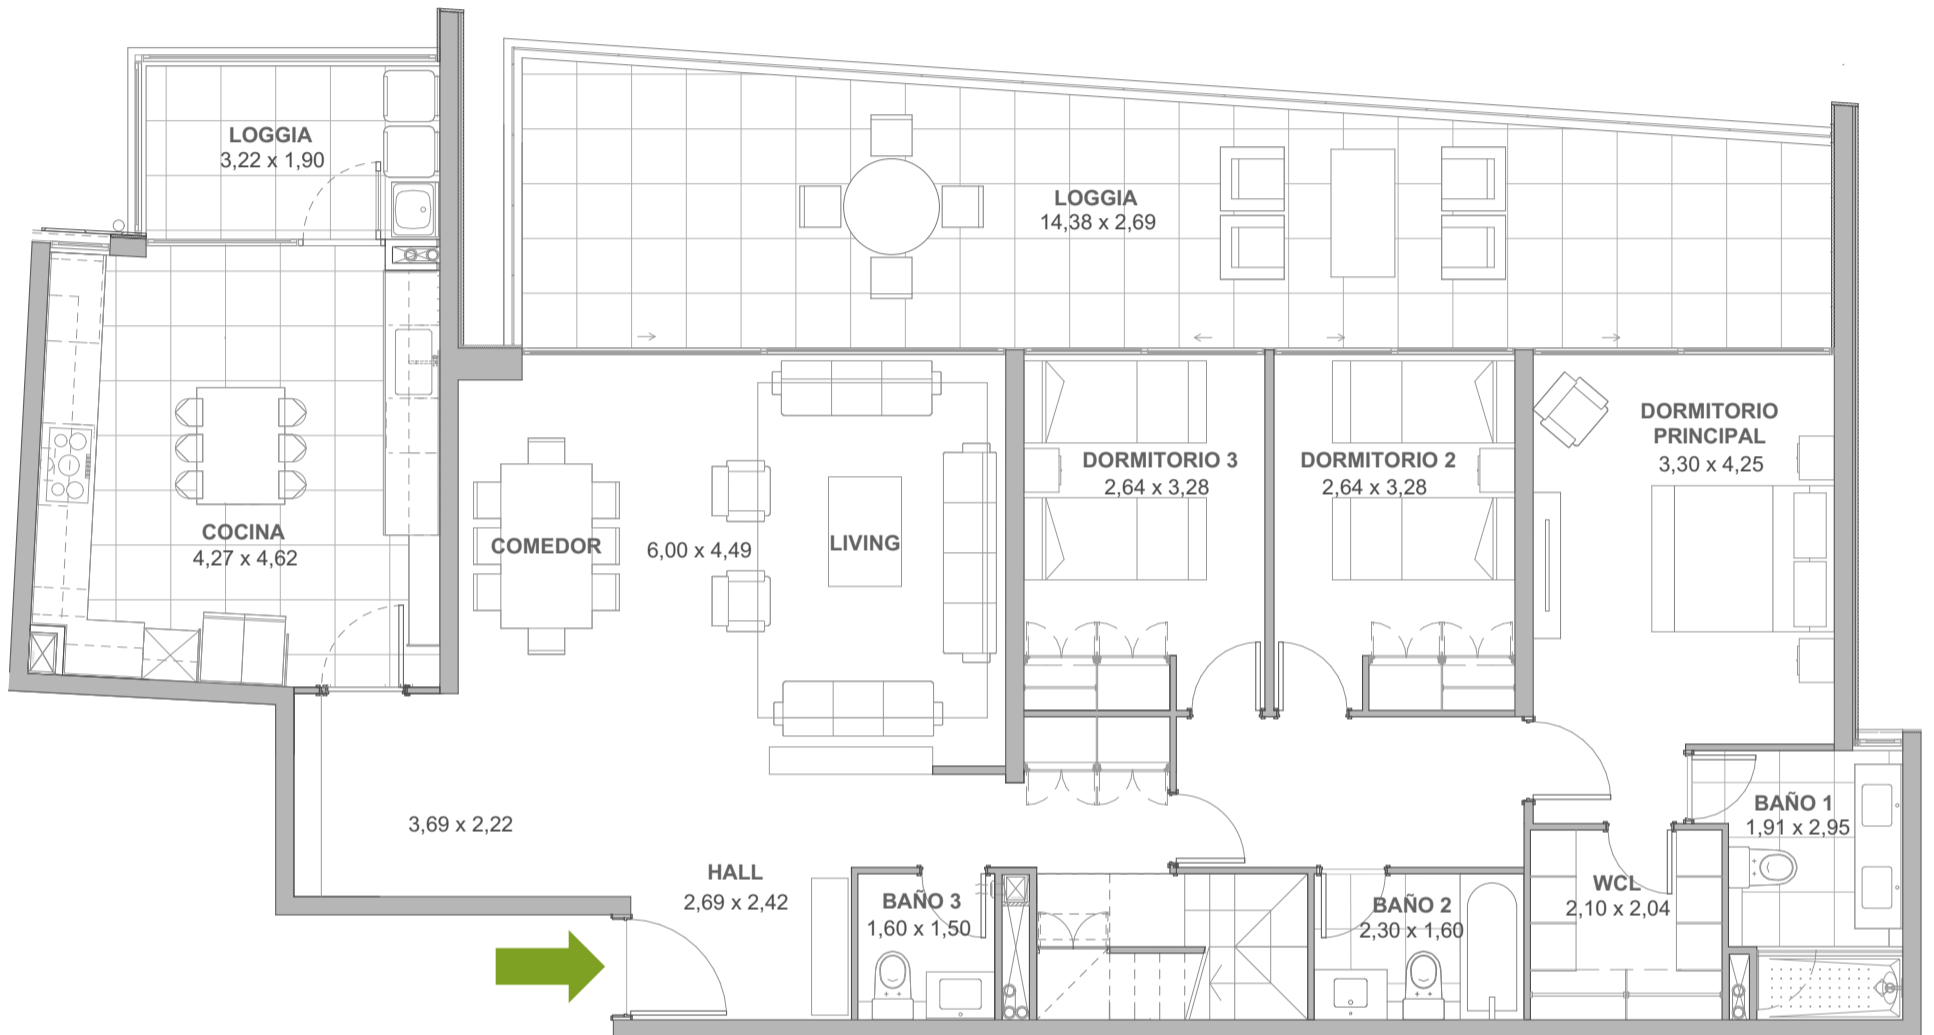 LOGGIA
3,22 x 1,90
LOGGIA
14,38 x 2,69
DORMITORIO
PRINCIPAL
3,30 x 4,25
DORMITORIO 3
2,64 x 3,28
DORMITORIO 2
2,64 x 3,28
COCINA
4,27 x 4,62
COMEDOR
6,00 x 4,49
LIVING
3,69 x 2,22
HALL
2,69 x 2,42
BAÑO 3
1,60 x 1,50
BAÑO 2
2,30 x 1,60
WCL
2,10 x 2,04
BAÑO 1
1,91 x 2,95